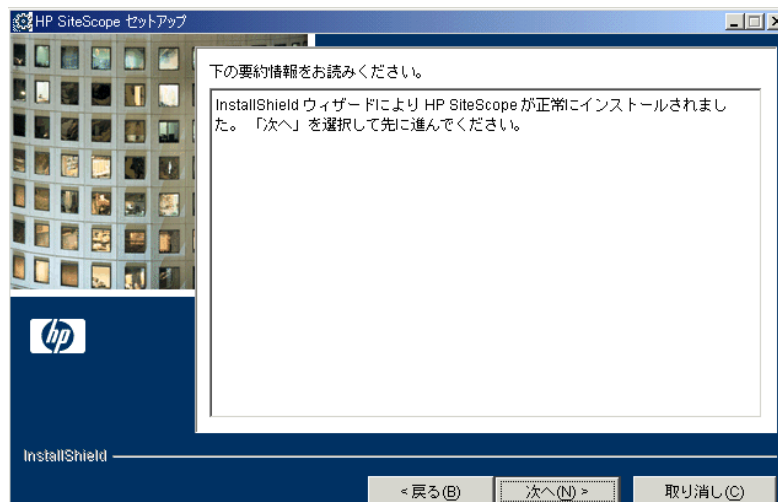 HP SiteScope セットアップ
下の要約情報をお読みください。
InstallShield ウィザードにより HP SiteScope が正常にインストールされまし
た。 「次へ」を選択して先に進んでください。
hp
InstallShield
< 戻る(B)
次へ(N) >
取り消し(C)